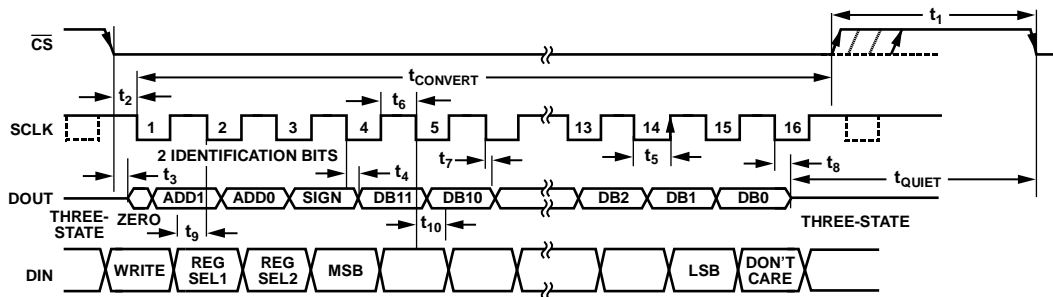 t1
CS
tCONVERT
t2
t6
SCLK
1 2 3 4 5 13 14 15 16
2 IDENTIFICATION BITS
t7
t5
t8
t3
t4
tQUIET
DOUT
ADD1 ADD0 SIGN DB11 DB10 DB2 DB1 DB0
THREE-
STATE
ZERO
THREE-STATE
t9
t10
DIN
WRITE
REG
SEL1
REG
SEL2
MSB
LSB
DON'T
CARE